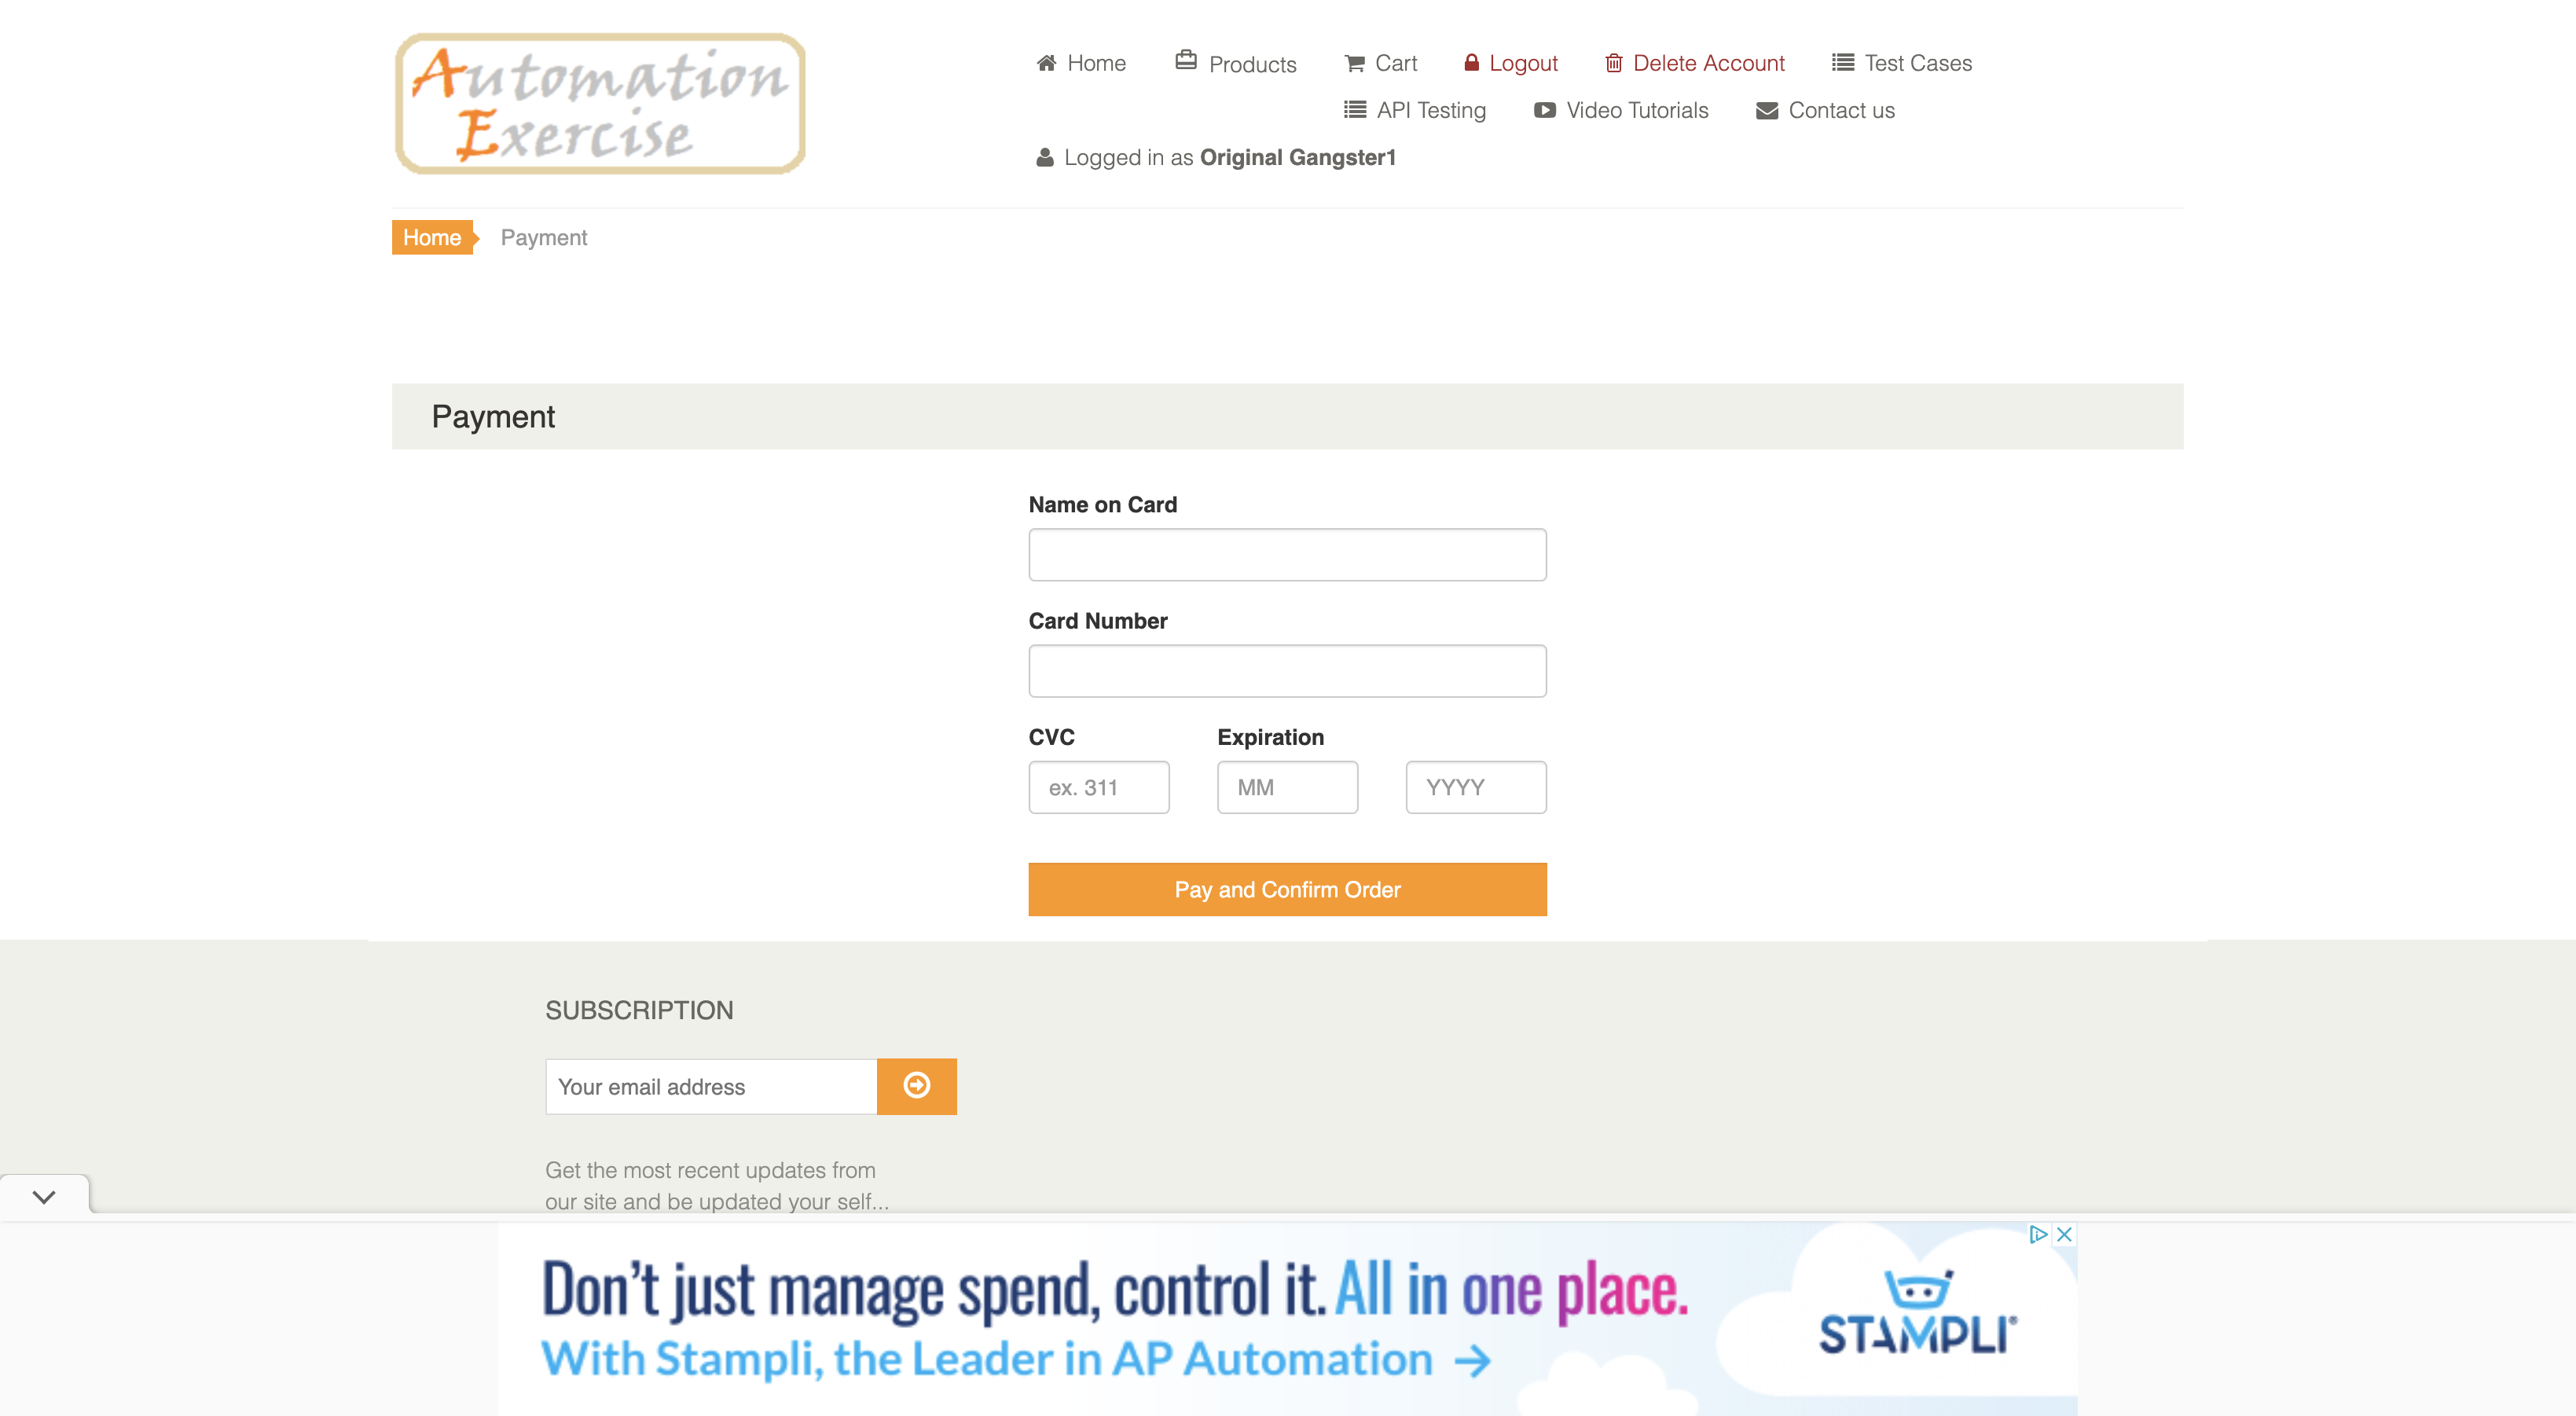 Automation
Exercise
Home Products Cart Logout Delete Account Test Cases
API Testing Video Tutorials Contact us
Logged in as Original Gangster1
Home Payment
Payment
Name on Card
Card Number
CVC Expiration
ex. 311 MM YYYY
Pay and Confirm Order
SUBSCRIPTION
Your email address
Get the most recent updates from
our site and be updated your self...
Don't just manage spend, control it. All in one place.
With Stampli, the Leader in AP Automation →
STAMPLI®